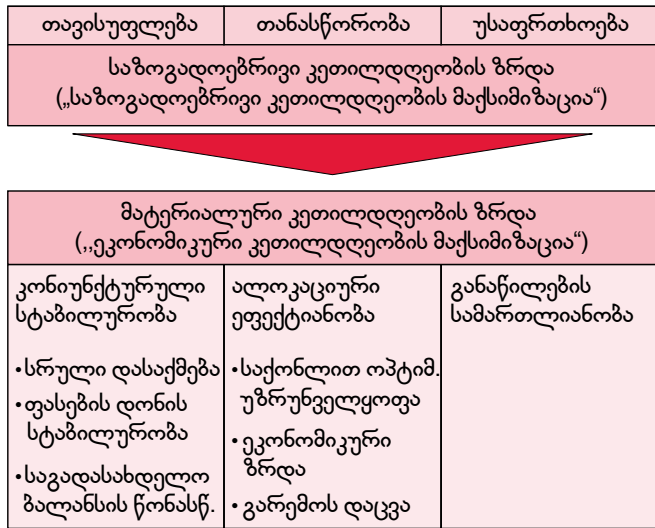 თავისუფლება
თანასწორობა
უსაფრთხოება
საზოგადოებრივი კეთილდღეობის ზრდა
(„საზოგადოებრივი კეთილდღეობის მაქსიმიზაცია“)
მატერიალური კეთილდღეობის ზრდა
(,,ეკონომიკური კეთილდღეობის მაქსიმიზაცია“)
კონიუნქტურული
სტაბილურობა
•სრული დასაქმება
•ფასების დონის
სტაბილურობა
•საგადასახდელო
ბალანსის წონასწ.
ალოკაციური
ეფექტიანობა
•საქონლით ოპტიმ.
უზრუნველყოფა
•ეკონომიკური
ზრდა
•გარემოს დაცვა
განაწილების
სამართლიანობა